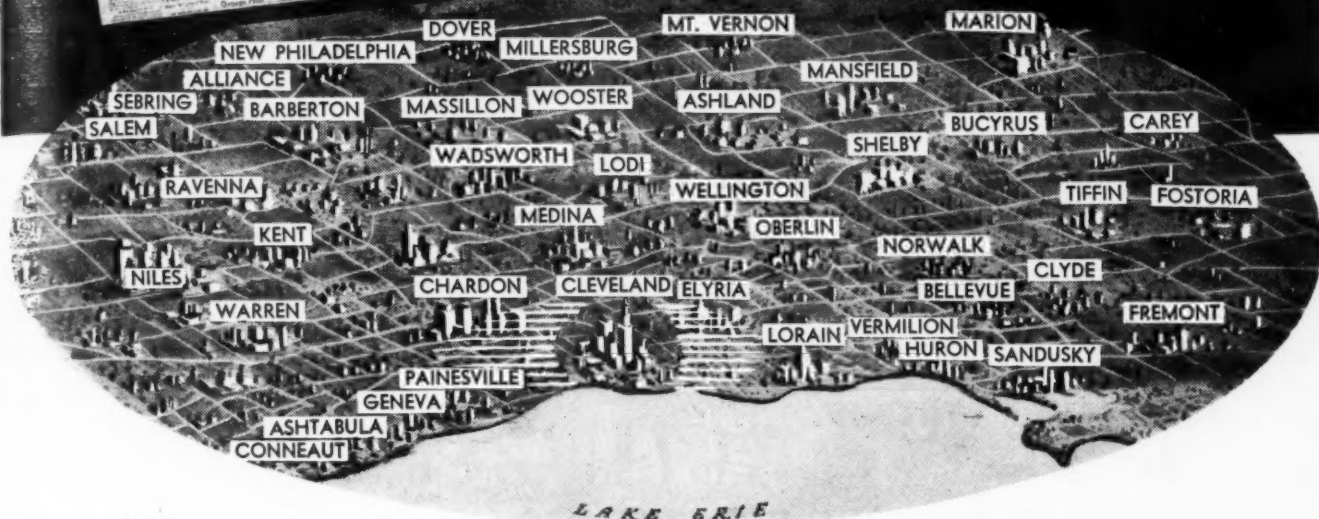 DOVER
MT. VERNON
MARION
NEW PHILADELPHIA
MILLERSBURG
ALLIANCE
MANSFIELD
SEBRING
BARBERTON
MASSILLON
WOOSTER
ASHLAND
BUCYRUS
CAREY
SALEM
SHELBY
WADSWORTH
LODI
RAVENNA
WELLINGTON
TIFFIN
FOSTORIA
MEDINA
OBERLIN
KENT
NORWALK
NILES
CLYDE
CHARDON
CLEVELAND
ELYRIA
BELLEVUE
WARREN
FREMONT
LORAIN
VERMILION
HURON
SANDUSKY
PAINESVILLE
GENEVA
ASHTABULA
CONNEAUT
LAKE ERIE